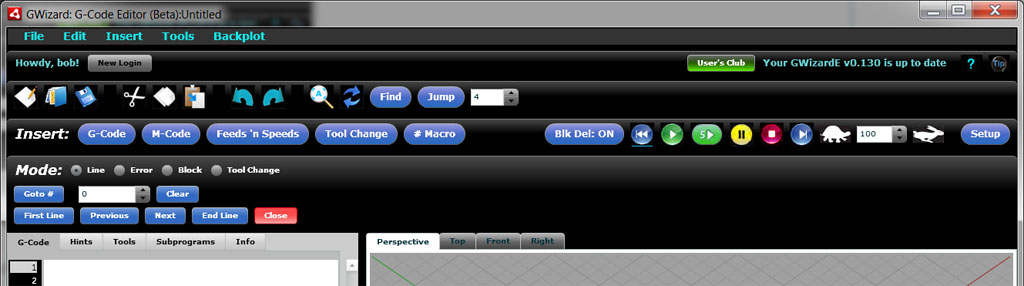 GWizard: G-Code Editor (Beta):Untitled
File Edit Insert Tools Backplot
Howdy, bob! New Login User's Club Your GWizardE v0.130 is up to date ? Tip
A Find Jump 4
Insert: G-Code M-Code Feeds 'n Speeds Tool Change # Macro Blk Del: ON 5 100 Setup
Mode: Line Error Block Tool Change
Goto # 0 Clear
First Line Previous Next End Line Close
G-Code Hints Tools Subprograms Info Perspective Top Front Right
1
2